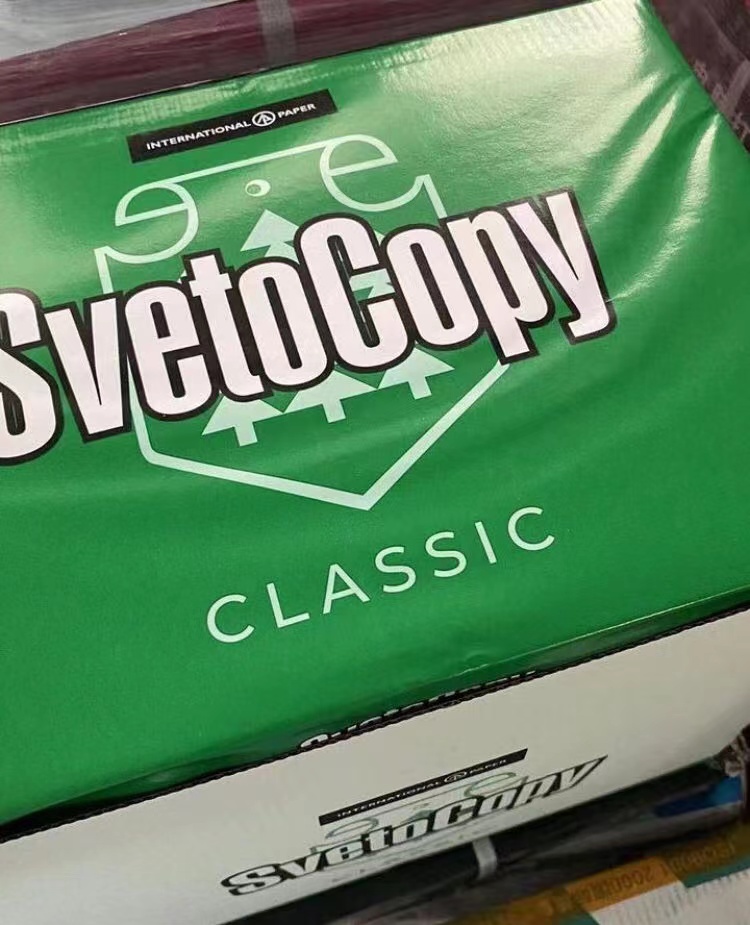 INTERNATIONAL PAPER
SvetoCopy
CLASSIC
INTERNATIONAL PAPER
SvetoCopy